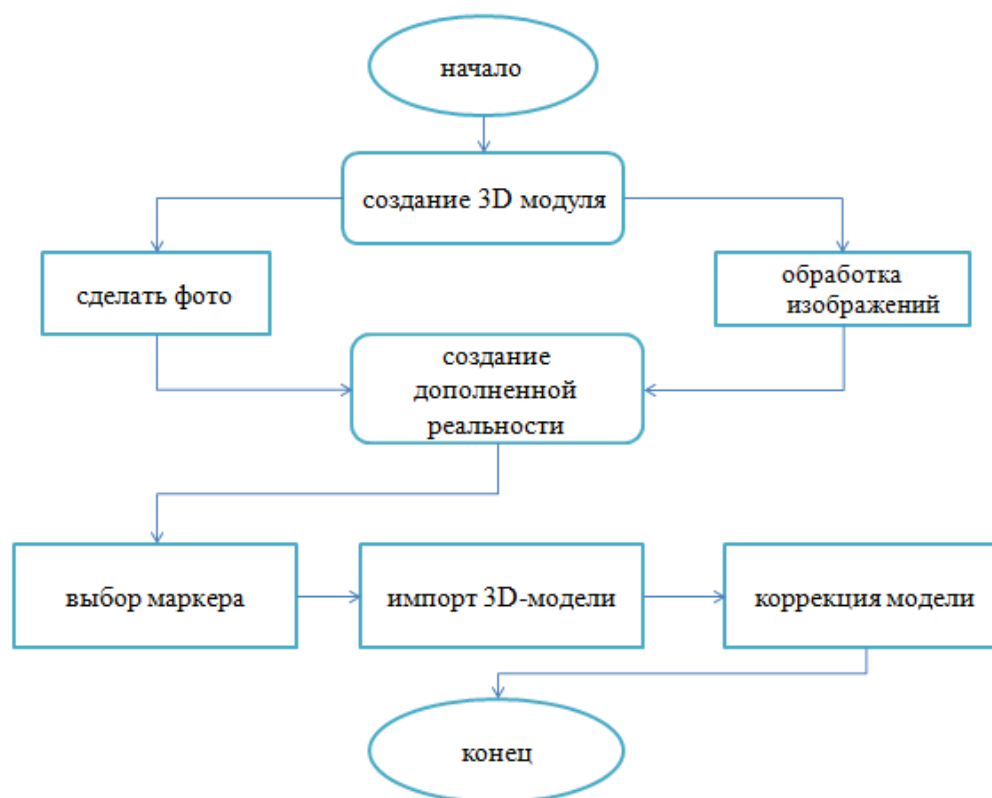 начало
создание 3D модуля
сделать фото
обработка
изображений
создание
дополненной
реальности
выбор маркера
импорт 3D-модели
коррекция модели
конец